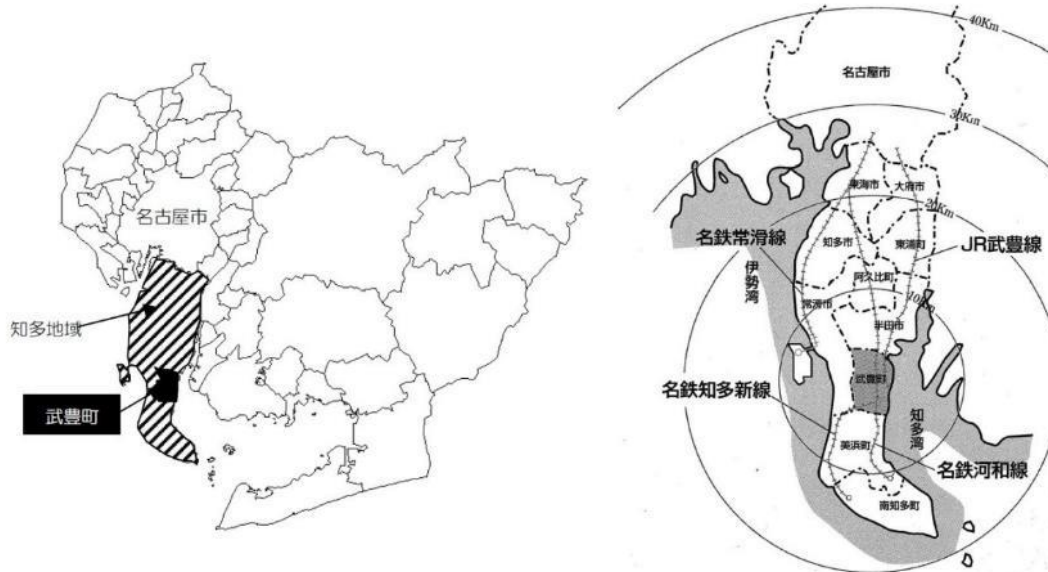 名古屋市
知多地域
武豊町
40Km
名古屋市
30Km
東海市
大府市
20Km
名鉄常滑線
知多市
東浦町
JR武豊線
伊勢湾
阿久比町
常滑市
10Km
半田市
名鉄知多新線
武豊町
知多湾
美浜町
名鉄河和線
南知多町